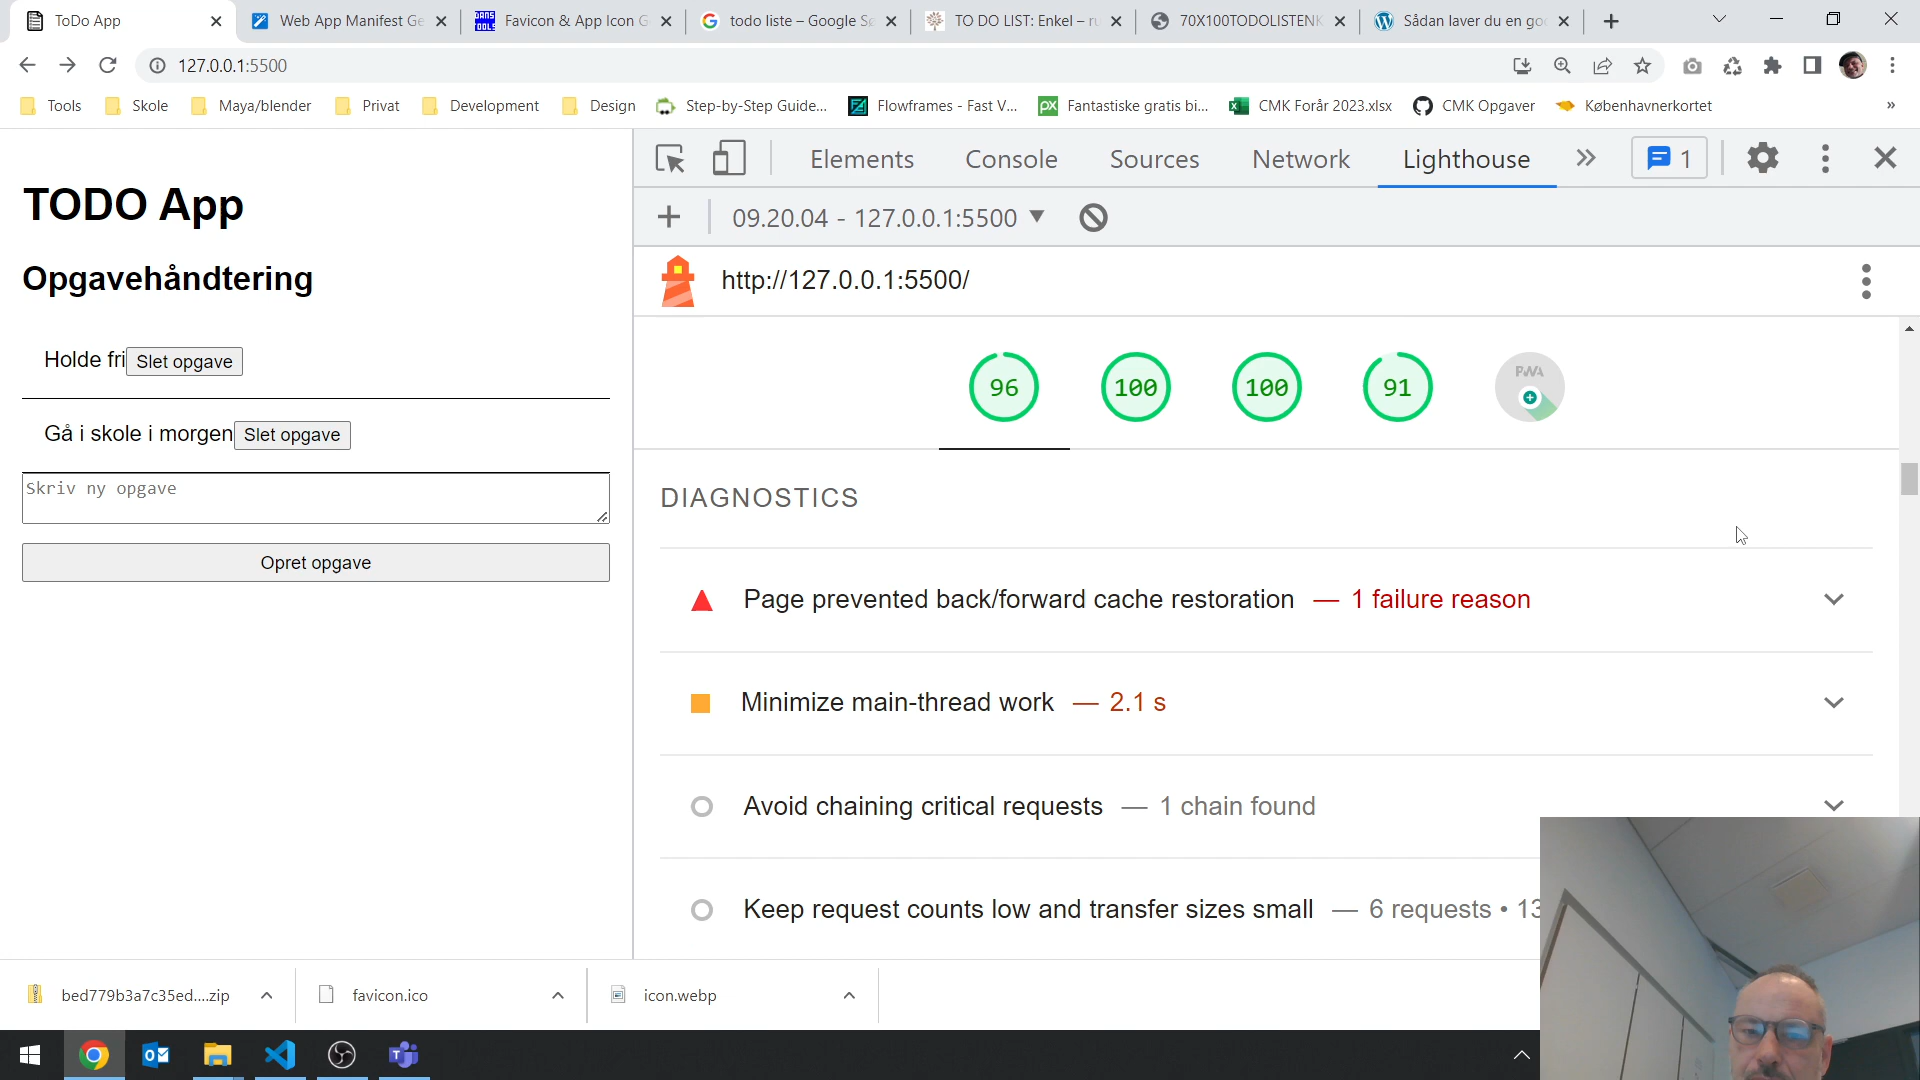 ToDo App
Web App Manifest Ge
Favicon & App Icon G
todo liste – Google Sø
TO DO LIST: Enkel – ru
70X100TODOLISTENK
Sådan laver du en go
127.0.0.1:5500
Tools
Skole
Maya/blender
Privat
Development
Design
Step-by-Step Guide...
Flowframes - Fast V...
Fantastiske gratis bi...
CMK Forår 2023.xlsx
CMK Opgaver
Københavnerkortet
»
TODO App
Opgavehåndtering
Holde fri
Slet opgave
Gå i skole i morgen
Slet opgave
Skriv ny opgave
Opret opgave
Elements
Console
Sources
Network
Lighthouse
1
09.20.04 - 127.0.0.1:5500
http://127.0.0.1:5500/
96
100
100
91
PWA
DIAGNOSTICS
Page prevented back/forward cache restoration — 1 failure reason
Minimize main-thread work — 2.1 s
Avoid chaining critical requests — 1 chain found
Keep request counts low and transfer sizes small — 6 requests • 13
bed779b3a7c35ed....zip
favicon.ico
icon.webp